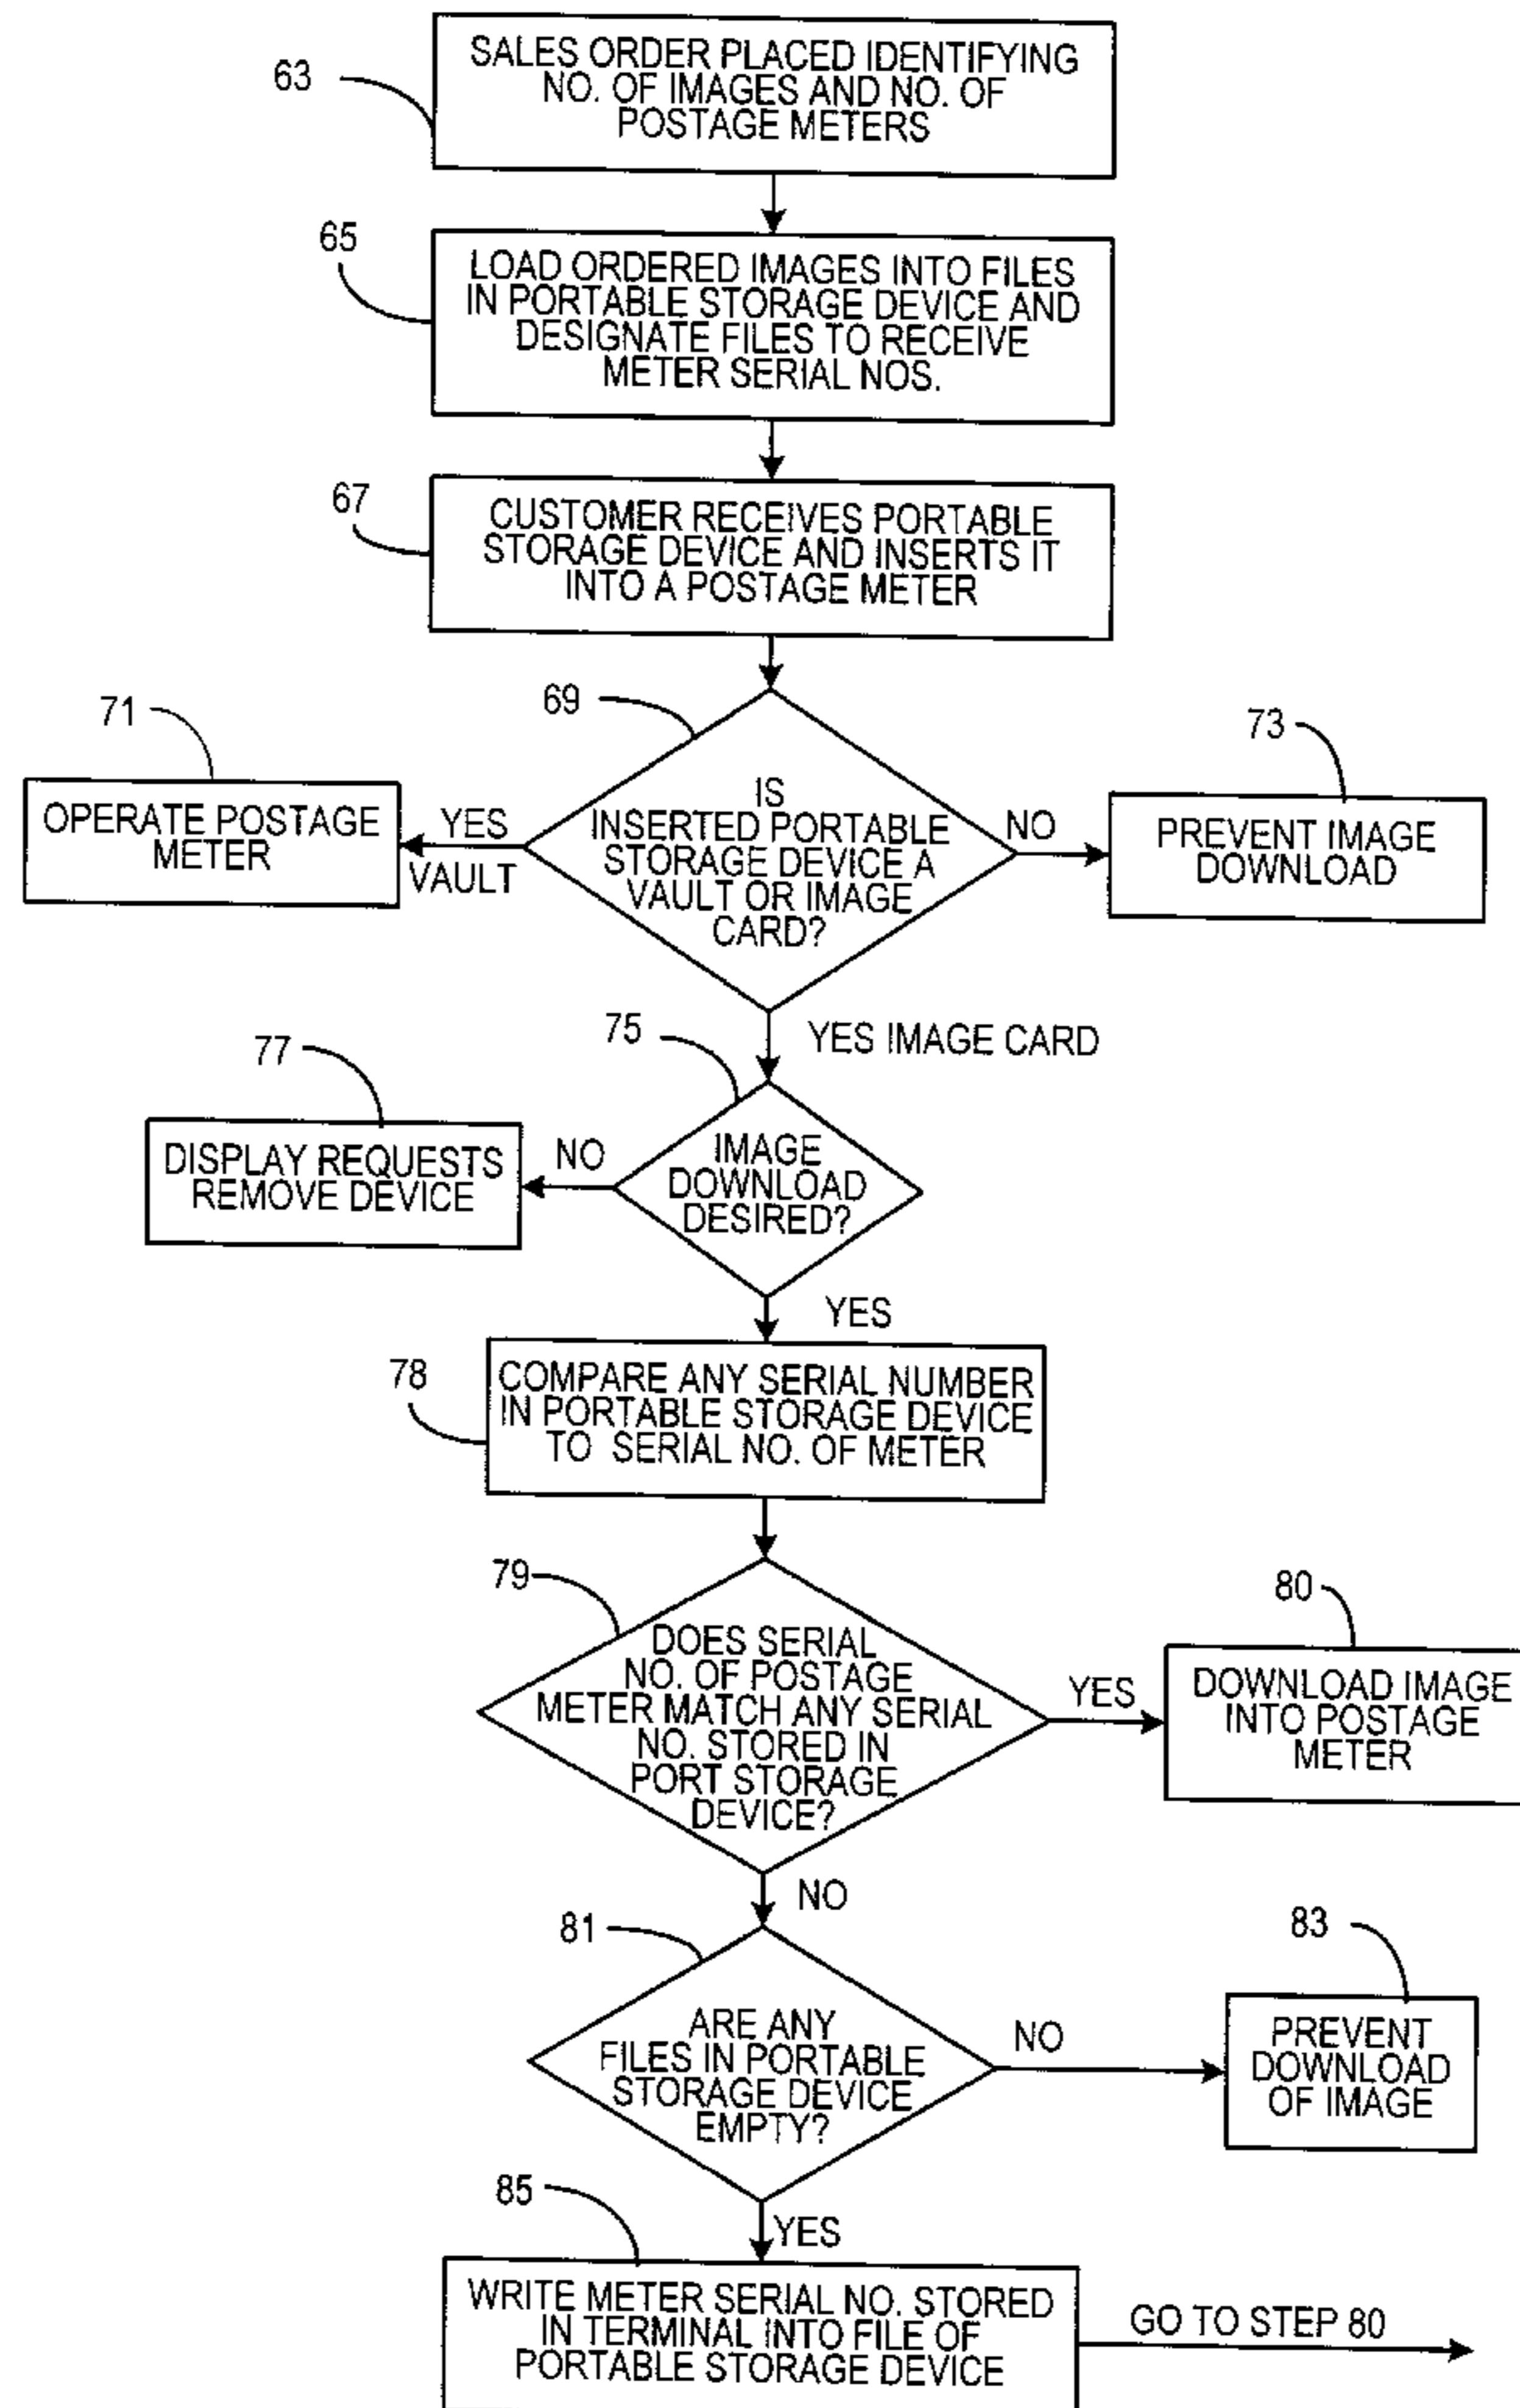 63
SALES ORDER PLACED IDENTIFYING
NO. OF IMAGES AND NO. OF
POSTAGE METERS
65
LOAD ORDERED IMAGES INTO FILES
IN PORTABLE STORAGE DEVICE AND
DESIGNATE FILES TO RECEIVE
METER SERIAL NOS.
67
CUSTOMER RECEIVES PORTABLE
STORAGE DEVICE AND INSERTS IT
INTO A POSTAGE METER
69
IS
INSERTED PORTABLE
STORAGE DEVICE A
VAULT OR IMAGE
CARD?
71
OPERATE POSTAGE
METER
YES
VAULT
NO
73
PREVENT IMAGE
DOWNLOAD
YES IMAGE CARD
75
IMAGE
DOWNLOAD
DESIRED?
NO
77
DISPLAY REQUESTS
REMOVE DEVICE
YES
78
COMPARE ANY SERIAL NUMBER
IN PORTABLE STORAGE DEVICE
TO SERIAL NO. OF METER
79
DOES SERIAL
NO. OF POSTAGE
METER MATCH ANY SERIAL
NO. STORED IN
PORT STORAGE
DEVICE?
YES
80
DOWNLOAD IMAGE
INTO POSTAGE
METER
NO
81
ARE ANY
FILES IN PORTABLE
STORAGE DEVICE
EMPTY?
NO
83
PREVENT
DOWNLOAD
OF IMAGE
YES
85
WRITE METER SERIAL NO. STORED
IN TERMINAL INTO FILE OF
PORTABLE STORAGE DEVICE
GO TO STEP 80